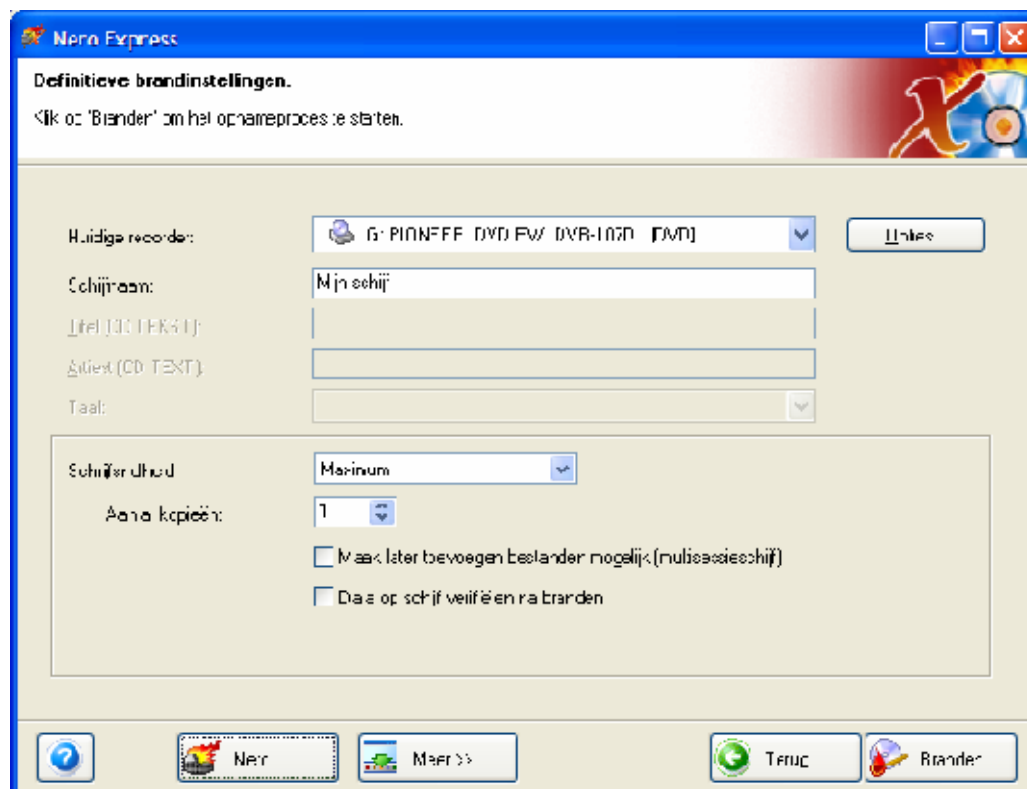 Nero Express
Definitieve brandinstellingen.
Klik op 'Branden' om het opnameproces te starten.
Huidige recorder:
G: PIONEER DVD RW DVR-107D [DVD]
Opties
Schijfnaam:
Mijn schijf
Titel (CD TEKST):
Artiest (CD TEXT):
Taal:
Schrijfsnelheid
Maximum
Aantal kopieën:
1
Maak later toevoegen bestanden mogelijk (multisessieschijf)
Data op schijf verifiëren na branden
Nero
Meer >>
Terug
Branden